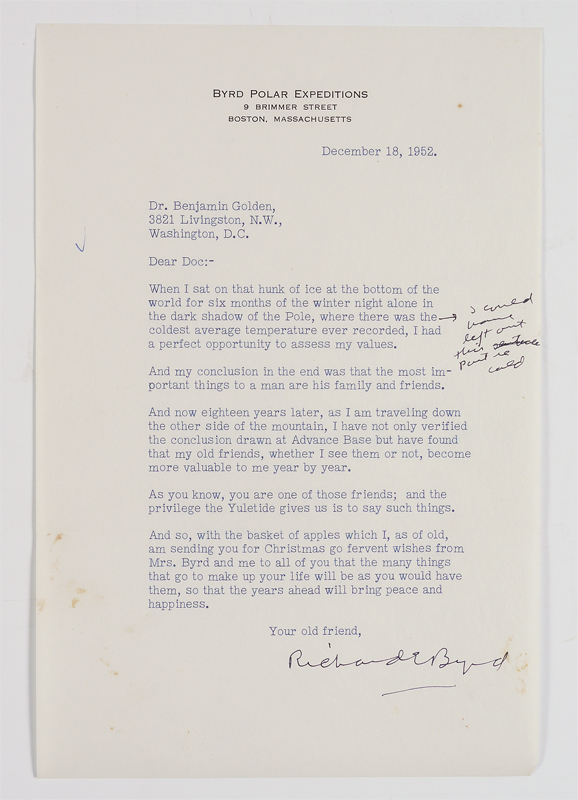 BYRD POLAR EXPEDITIONS
9 BRIMMER STREET
BOSTON, MASSACHUSETTS
December 18, 1952.
Dr. Benjamin Golden,
3821 Livingston, N.W.,
Washington, D.C.
Dear Doc:-
When I sat on that hunk of ice at the bottom of the
world for six months of the winter night alone in
the dark shadow of the Pole, where there was the
coldest average temperature ever recorded, I had
a perfect opportunity to assess my values.
I could
have
left out
this sentence
part re
cold
And my conclusion in the end was that the most im-
portant things to a man are his family and friends.
And now eighteen years later, as I am traveling down
the other side of the mountain, I have not only verified
the conclusion drawn at Advance Base but have found
that my old friends, whether I see them or not, become
more valuable to me year by year.
As you know, you are one of those friends; and the
privilege the Yuletide gives us is to say such things.
And so, with the basket of apples which I, as of old,
am sending you for Christmas go fervent wishes from
Mrs. Byrd and me to all of you that the many things
that go to make up your life will be as you would have
them, so that the years ahead will bring peace and
happiness.
Your old friend,
Richard E Byrd